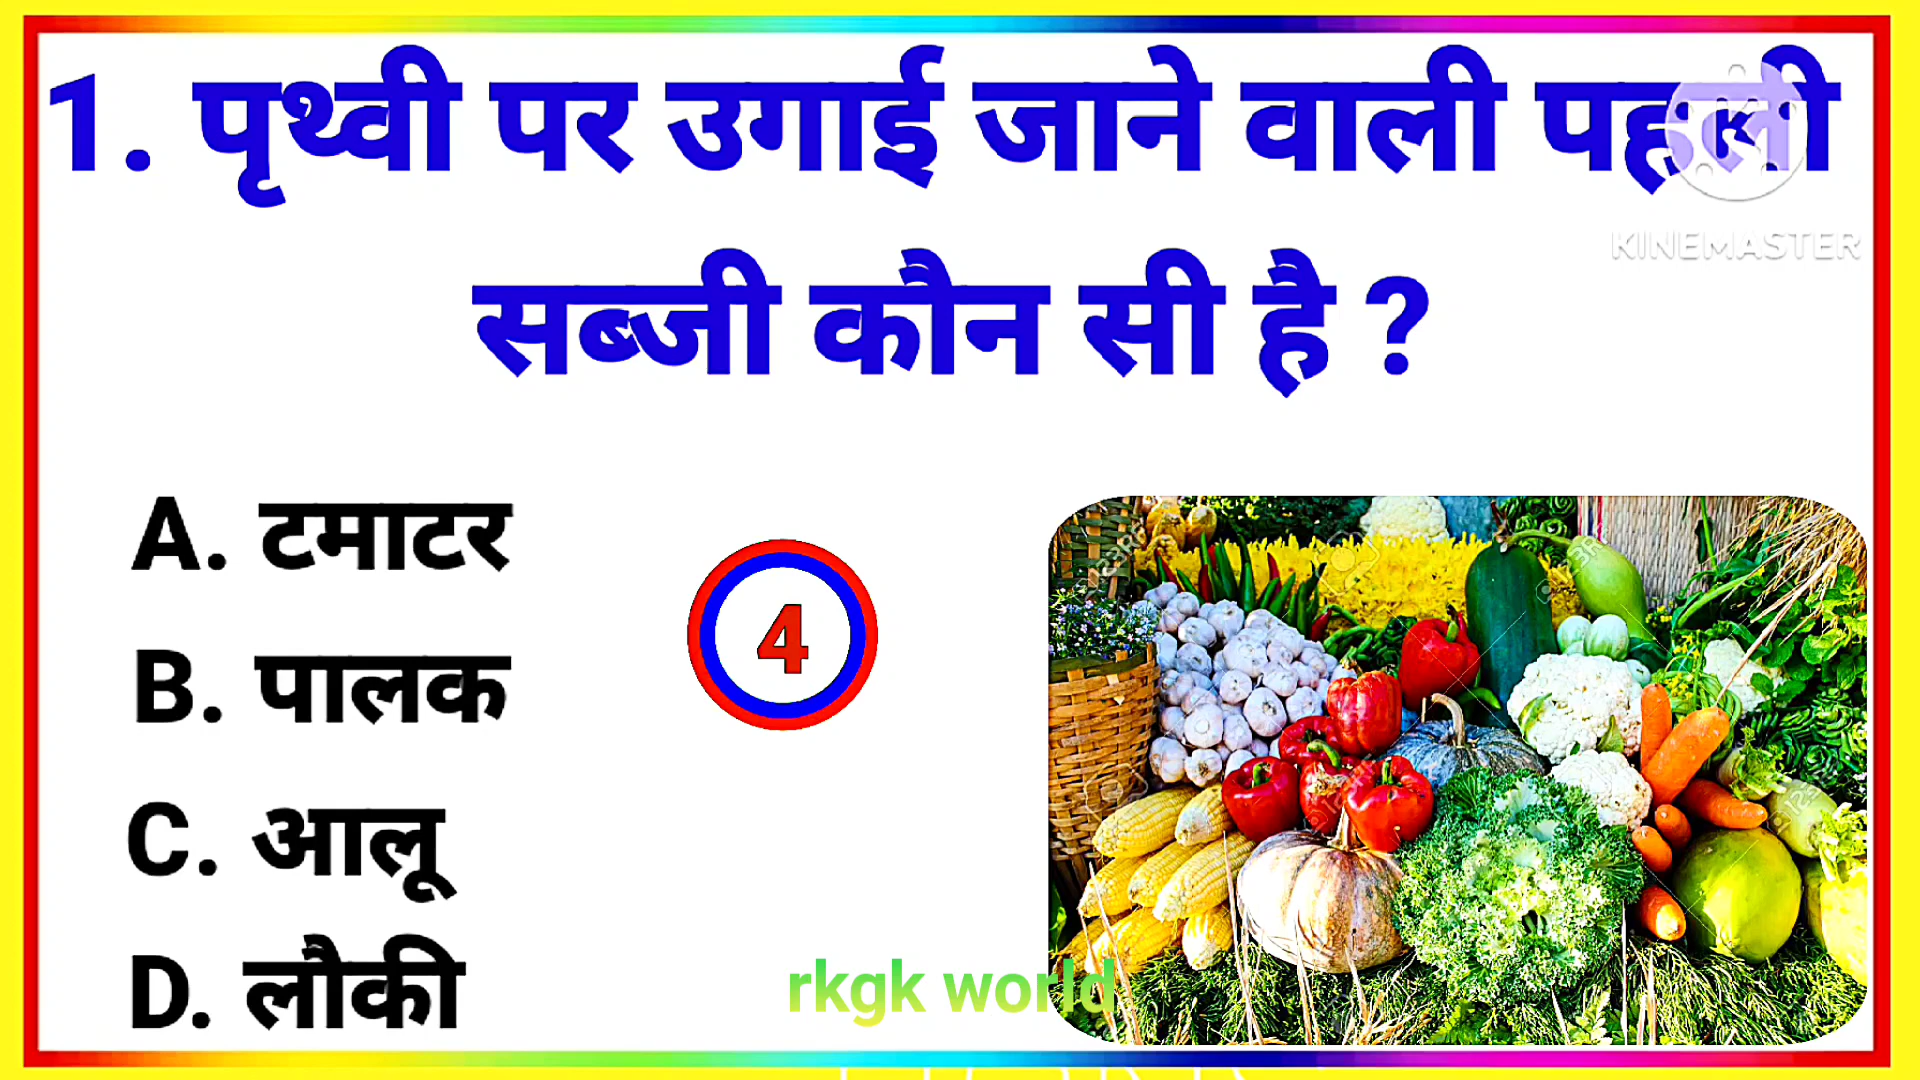 1. पृथ्वी पर उगाई जाने वाली पहली
सब्जी कौन सी है ?
KINEMASTER
A. टमाटर
B. पालक
C. आलू
D. लौकी
4
rkgk world